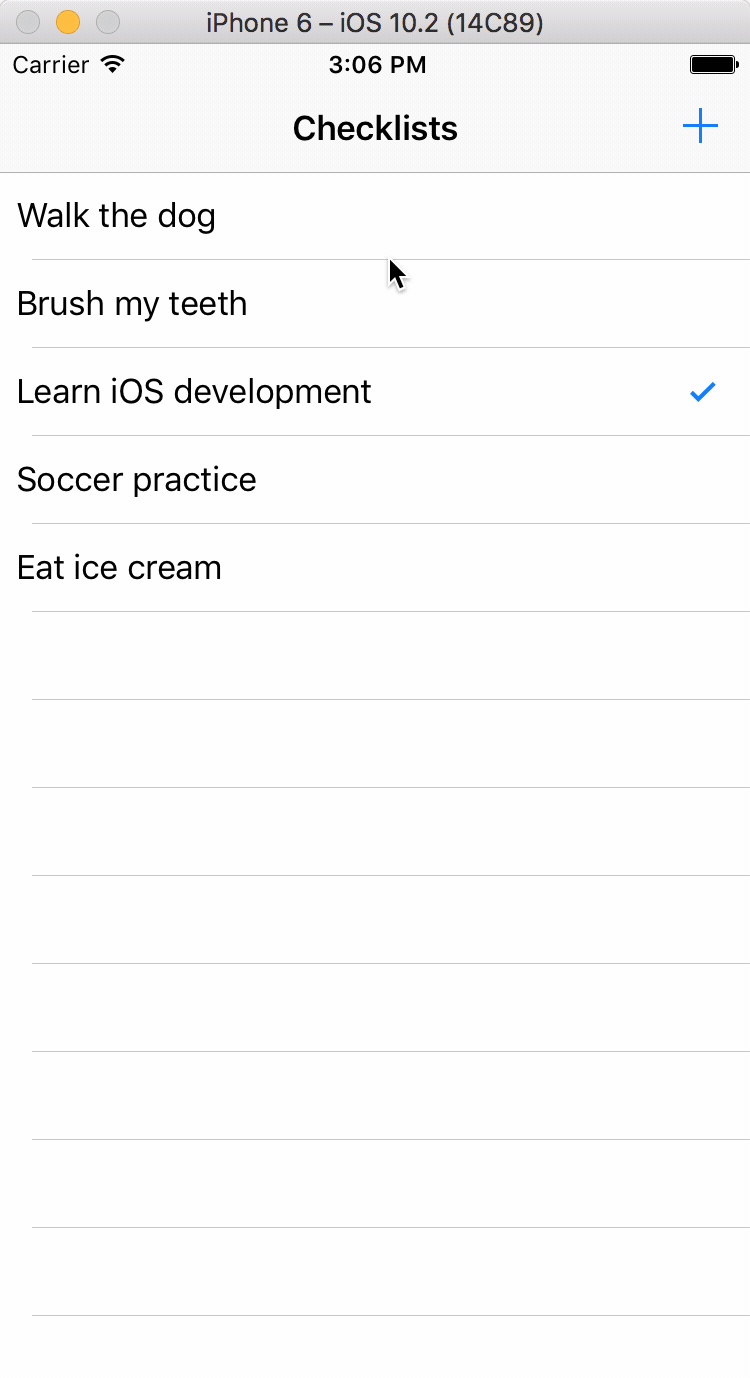 iPhone 6 – iOS 10.2 (14C89)
Carrier 3:06 PM
Checklists
Walk the dog
Brush my teeth
Learn iOS development
Soccer practice
Eat ice cream